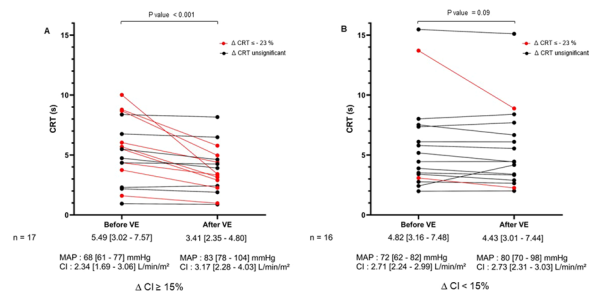 P value < 0.001
P value = 0.09
A
B
Δ CRT ≤ - 23 %
Δ CRT unsignificant
Δ CRT ≤ - 23 %
Δ CRT unsignificant
15
10
5
0
CRT (s)
15
10
5
0
CRT (s)
Before VE
After VE
Before VE
After VE
n = 17
5.49 [3.02 - 7.57]
3.41 [2.35 - 4.80]
n = 16
4.82 [3.16 - 7.48]
4.43 [3.01 - 7.44]
MAP : 68 [61 - 77] mmHg
CI : 2.34 [1.69 - 3.06] L/min/m²
MAP : 83 [78 - 104] mmHg
CI : 3.17 [2.28 - 4.03] L/min/m²
MAP : 72 [62 - 82] mmHg
CI : 2.71 [2.24 - 2.99] L/min/m²
MAP : 80 [70 - 98] mmHg
CI : 2.73 [2.31 - 3.03] L/min/m²
Δ CI ≥ 15%
Δ CI < 15%